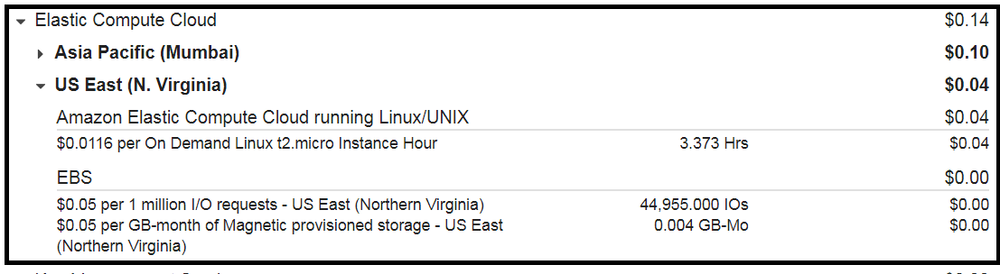 Elastic Compute Cloud $0.14
Asia Pacific (Mumbai) $0.10
US East (N. Virginia) $0.04
Amazon Elastic Compute Cloud running Linux/UNIX $0.04
$0.0116 per On Demand Linux t2.micro Instance Hour 3.373 Hrs $0.04
EBS $0.00
$0.05 per 1 million I/O requests - US East (Northern Virginia) 44,955.000 IOs $0.00
$0.05 per GB-month of Magnetic provisioned storage - US East 0.004 GB-Mo $0.00
(Northern Virginia)